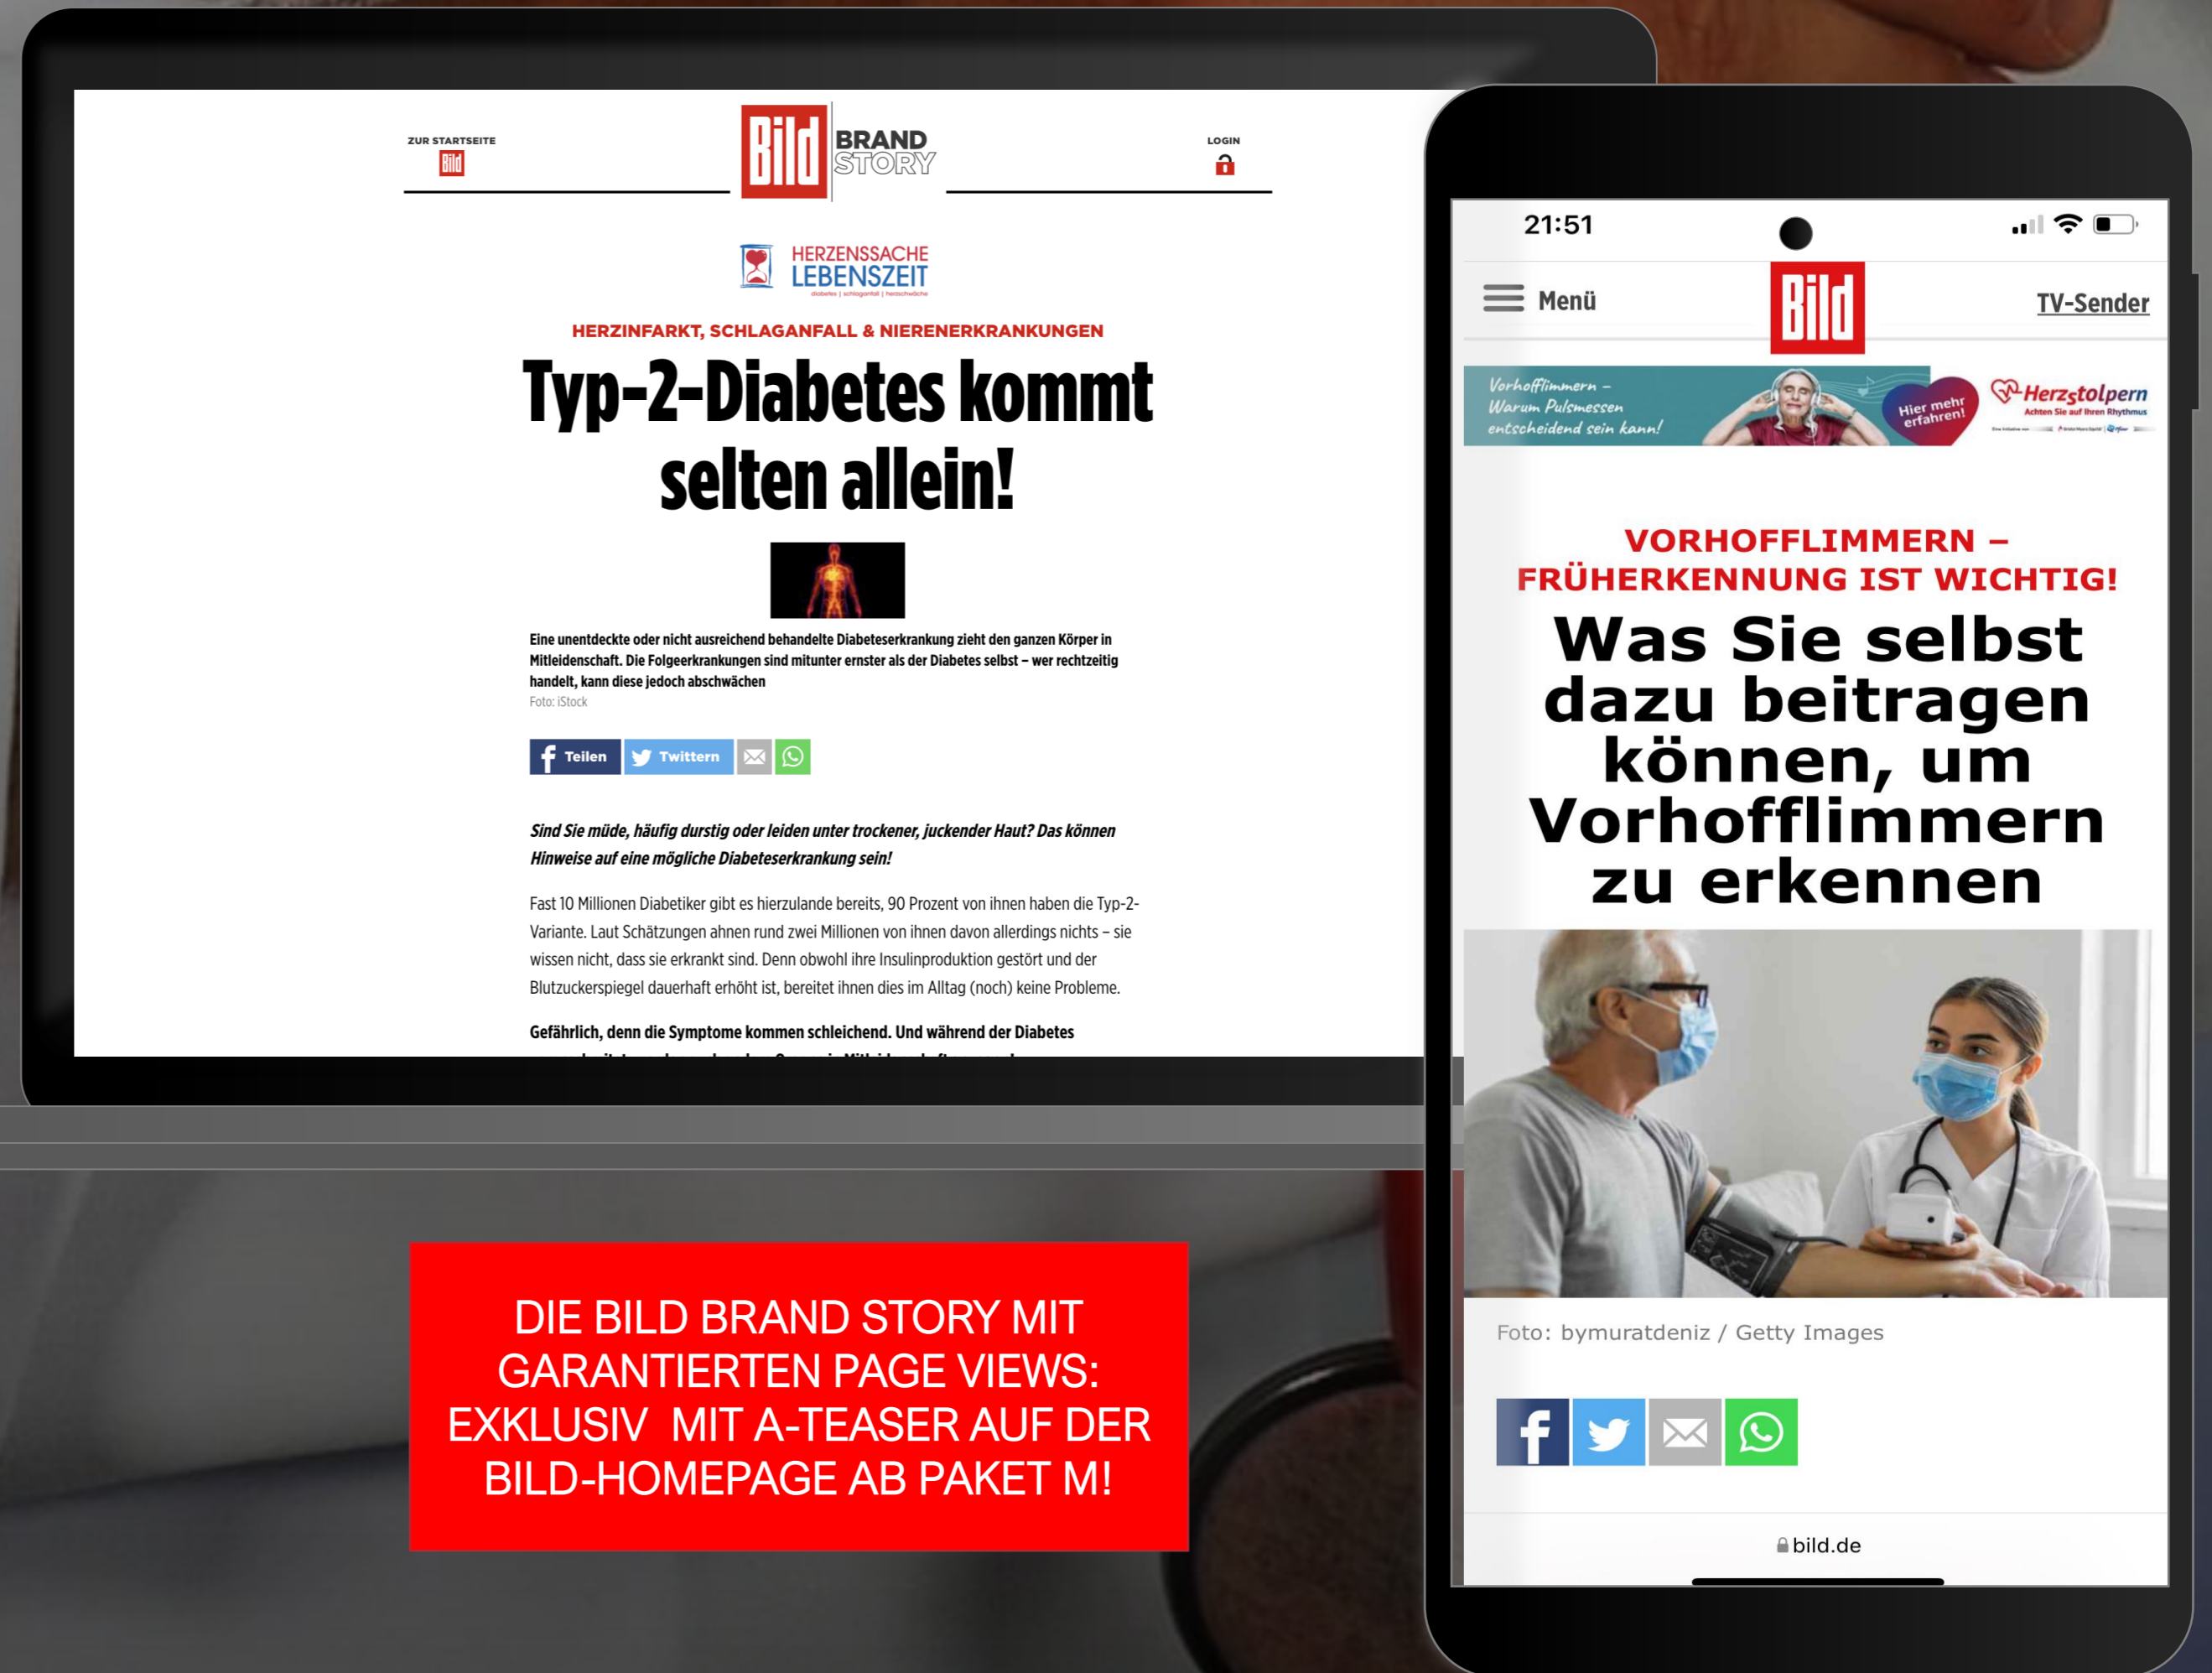 ZUR STARTSEITE
Bild
Bild
BRAND
STORY
LOGIN
HERZENSSACHE
LEBENSZEIT
diabetes | schlaganfall | herzschwäche
HERZINFARKT, SCHLAGANFALL & NIERENERKRANKUNGEN
Typ-2-Diabetes kommt
selten allein!
Eine unentdeckte oder nicht ausreichend behandelte Diabeteserkrankung zieht den ganzen Körper in
Mitleidenschaft. Die Folgeerkrankungen sind mitunter ernster als der Diabetes selbst – wer rechtzeitig
handelt, kann diese jedoch abschwächen
Foto: iStock
Teilen
Twittern
Sind Sie müde, häufig durstig oder leiden unter trockener, juckender Haut? Das können
Hinweise auf eine mögliche Diabeteserkrankung sein!
Fast 10 Millionen Diabetiker gibt es hierzulande bereits, 90 Prozent von ihnen haben die Typ-2-
Variante. Laut Schätzungen ahnen rund zwei Millionen von ihnen davon allerdings nichts – sie
wissen nicht, dass sie erkrankt sind. Denn obwohl ihre Insulinproduktion gestört und der
Blutzuckerspiegel dauerhaft erhöht ist, bereitet ihnen dies im Alltag (noch) keine Probleme.
Gefährlich, denn die Symptome kommen schleichend. Und während der Diabetes
DIE BILD BRAND STORY MIT
GARANTIERTEN PAGE VIEWS:
EXKLUSIV MIT A-TEASER AUF DER
BILD-HOMEPAGE AB PAKET M!
21:51
Menü
Bild
TV-Sender
Vorhofflimmern –
Warum Pulsmessen
entscheidend sein kann!
Hier mehr
erfahren!
Herzstolpern
Achten Sie auf Ihren Rhythmus
VORHOFFLIMMERN –
FRÜHERKENNUNG IST WICHTIG!
Was Sie selbst
dazu beitragen
können, um
Vorhofflimmern
zu erkennen
Foto: bymuratdeniz / Getty Images
bild.de